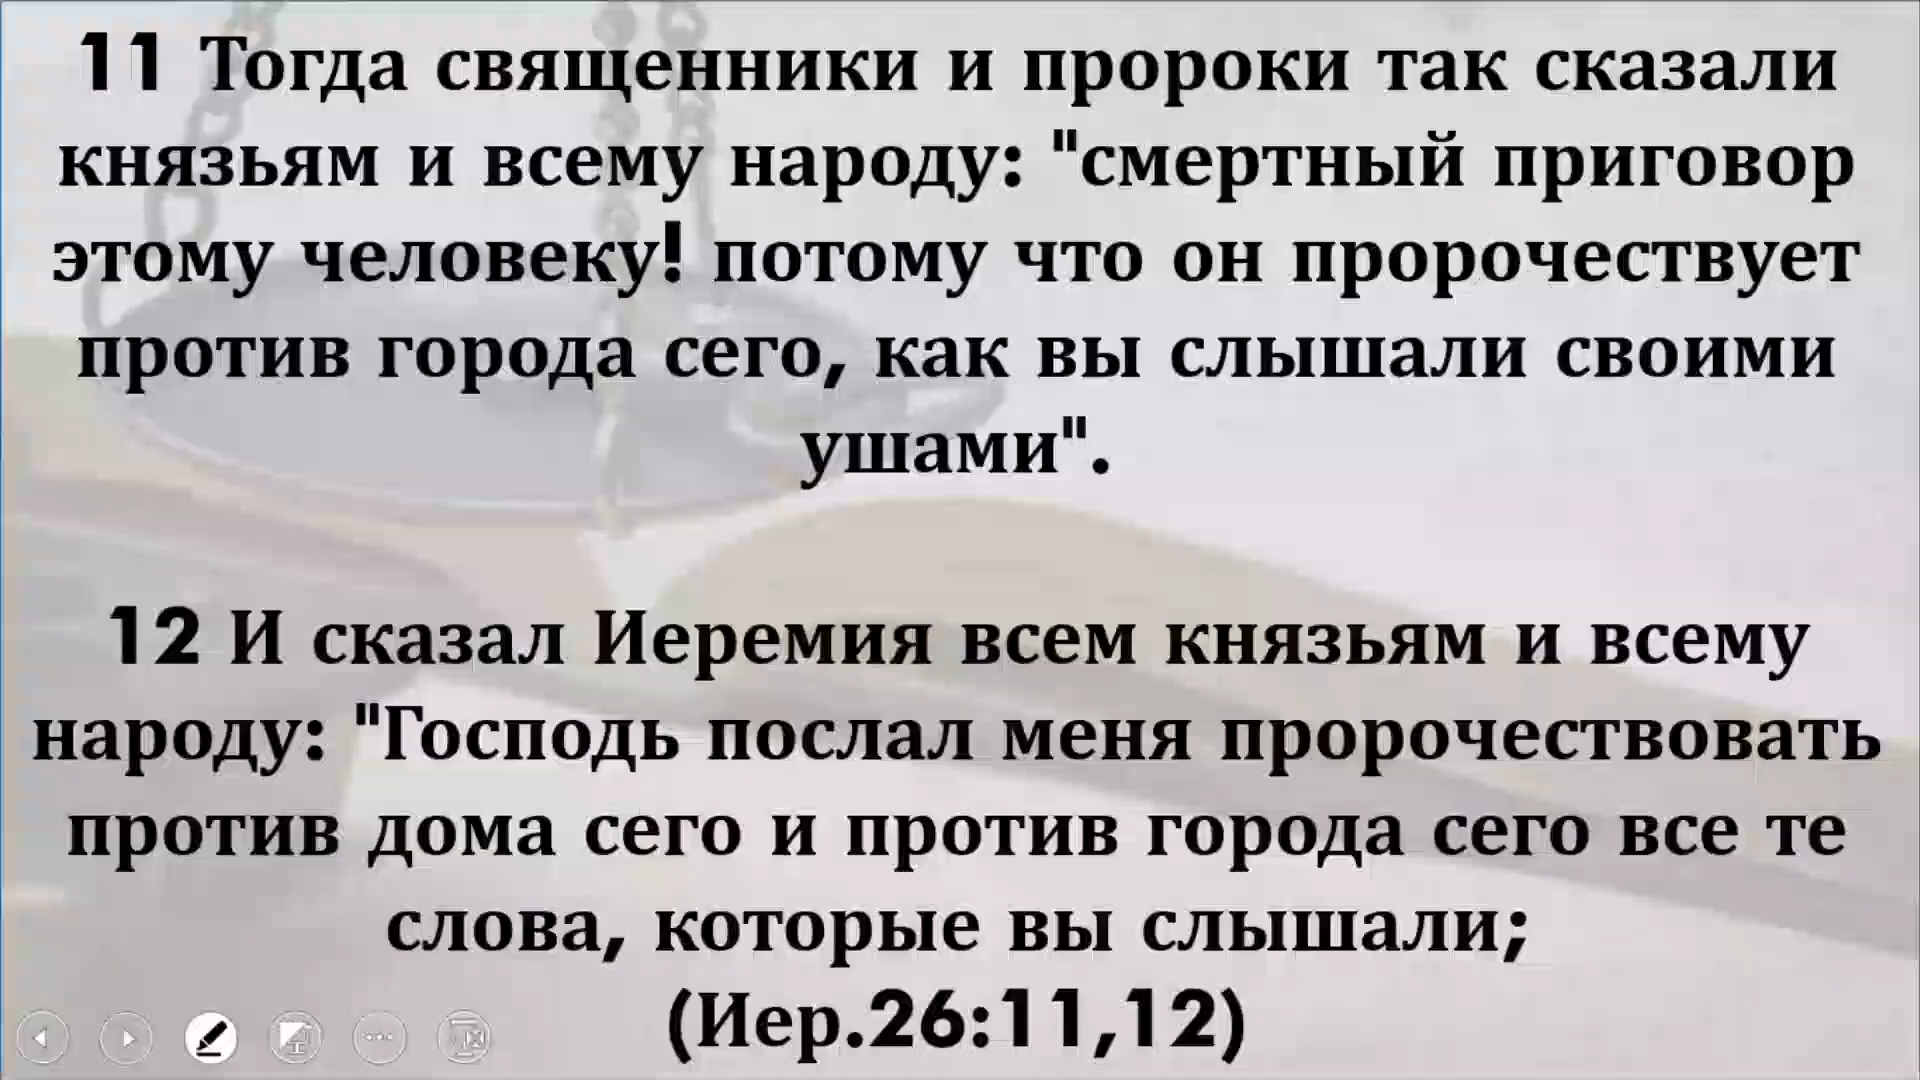 11 Тогда священники и пророки так сказали
князьям и всему народу: "смертный приговор
этому человеку! потому что он пророчествует
против города сего, как вы слышали своими
ушами".
12 И сказал Иеремия всем князьям и всему
народу: "Господь послал меня пророчествовать
против дома сего и против города сего все те
слова, которые вы слышали;
(Иер.26:11,12)